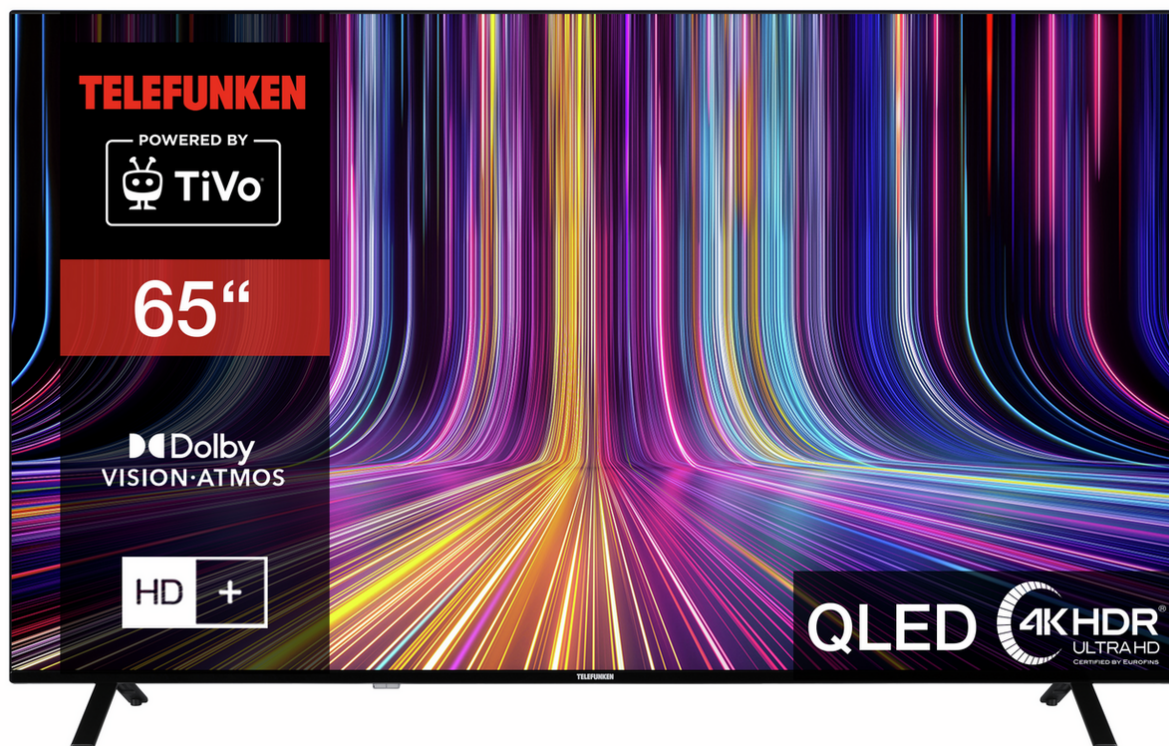 TELEFUNKEN
POWERED BY
TiVo
65“
Dolby
VISION·ATMOS
HD +
QLED
4K HDR®
ULTRA HD
CERTIFIED BY EUROFINS
TELEFUNKEN